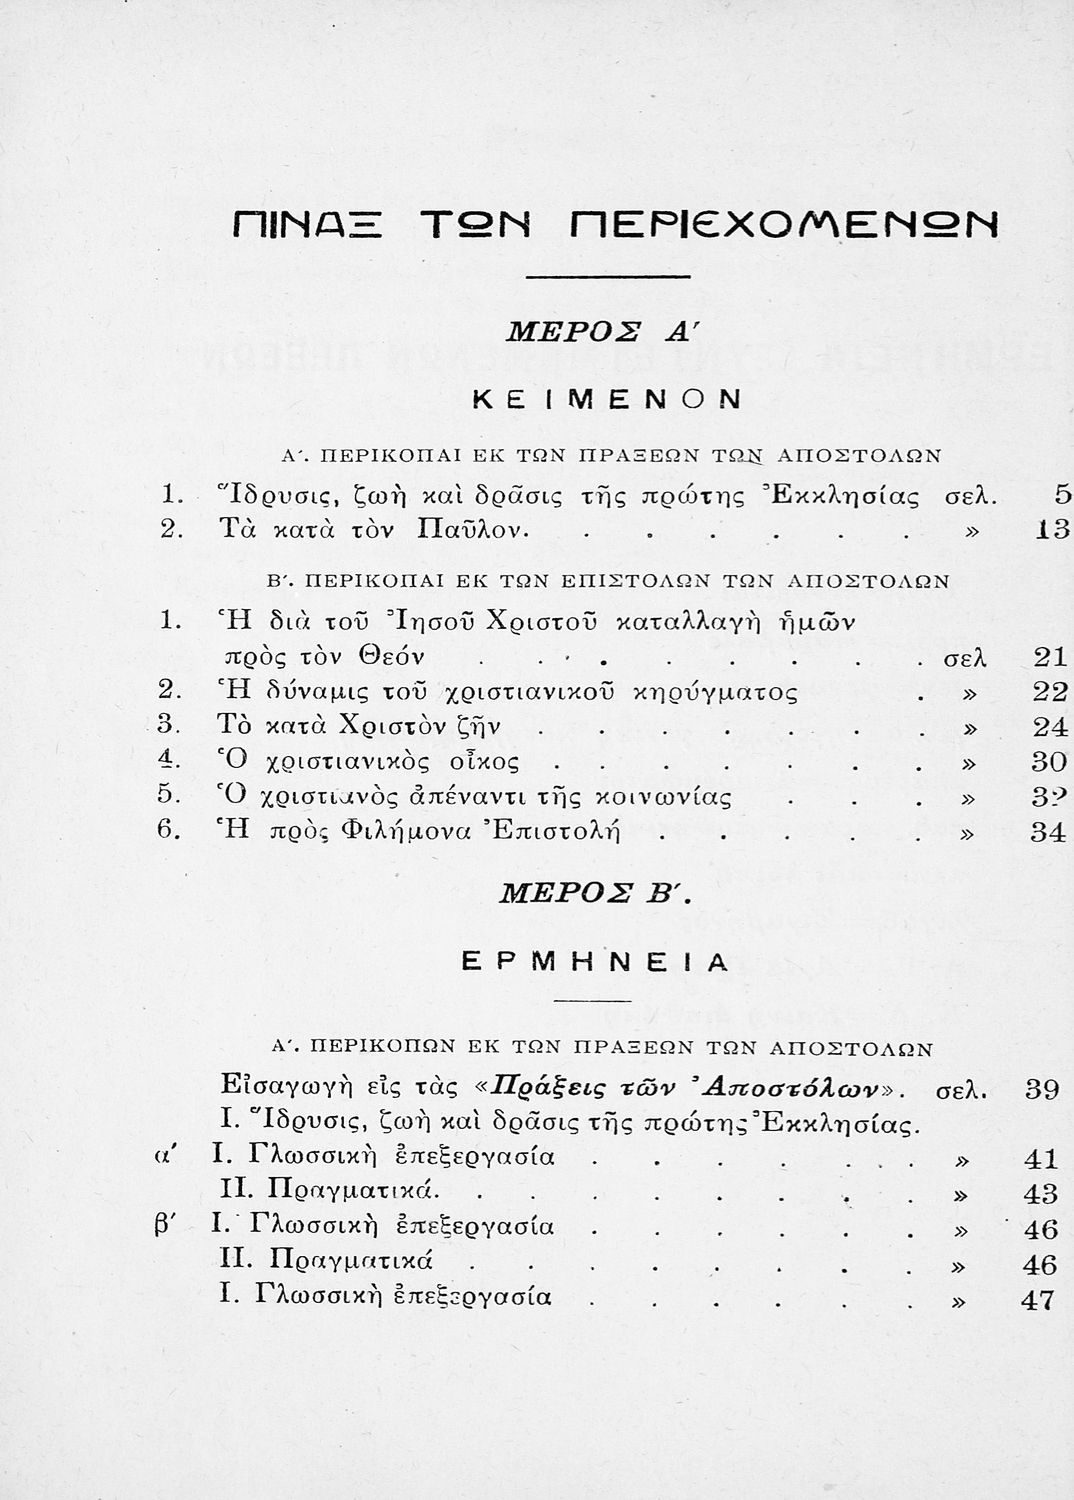 ΠΙΝΑΞ ΤΩΝ ΠΕΡΙΕΧΟΜΕΝΩΝ
ΜΕΡΟΣ Α′
ΚΕΙΜΕΝΟΝ
Α′. ΠΕΡΙΚΟΠΑΙ ΕΚ ΤΩΝ ΠΡΑΞΕΩΝ ΤΩΝ ΑΠΟΣΤΟΛΩΝ
1. Ἵδρυσις, ζωὴ καὶ δρᾶσις τῆς πρώτης Ἐκκλησίας σελ. 5
2. Τὰ κατὰ τὸν Παῦλον. . . . . . . » 13
Β′. ΠΕΡΙΚΟΠΑΙ ΕΚ ΤΩΝ ΕΠΙΣΤΟΛΩΝ ΤΩΝ ΑΠΟΣΤΟΛΩΝ
1. Ἡ διὰ τοῦ Ἰησοῦ Χριστοῦ καταλλαγὴ ἡμῶν
πρὸς τὸν Θεόν . . . . . . . . . σελ 21
2. Ἡ δύναμις τοῦ χριστιανικοῦ κηρύγματος . » 22
3. Τὸ κατὰ Χριστὸν ζῆν . . . . . . . » 24
4. Ὁ χριστιανικὸς οἶκος . . . . . . . » 30
5. Ὁ χριστιανὸς ἀπέναντι τῆς κοινωνίας . . . »
6. Ἡ πρὸς Φιλήμονα Ἐπιστολή . . . . . » 34
ΜΕΡΟΣ Β′.
ΕΡΜΗΝΕΙΑ
Α′. ΠΕΡΙΚΟΠΩΝ ΕΚ ΤΩΝ ΠΡΑΞΕΩΝ ΤΩΝ ΑΠΟΣΤΟΛΩΝ
Εἰσαγωγὴ εἰς τὰς «Πράξεις τῶν Ἀποστόλων». σελ. 39
Ι. Ἵδρυσις, ζωὴ καὶ δρᾶσις τῆς πρώτης Ἐκκλησίας.
α′ Ι. Γλωσσικὴ ἐπεξεργασία . . . . . . . » 41
ΙΙ. Πραγματικά. . . . . . . . . » 43
β′ Ι. Γλωσσικὴ ἐπεξεργασία . . . . . . » 46
ΙΙ. Πραγματικά . . . . . . . . » 46
Ι. Γλωσσικὴ ἐπεξεργασία . . . . . . » 47